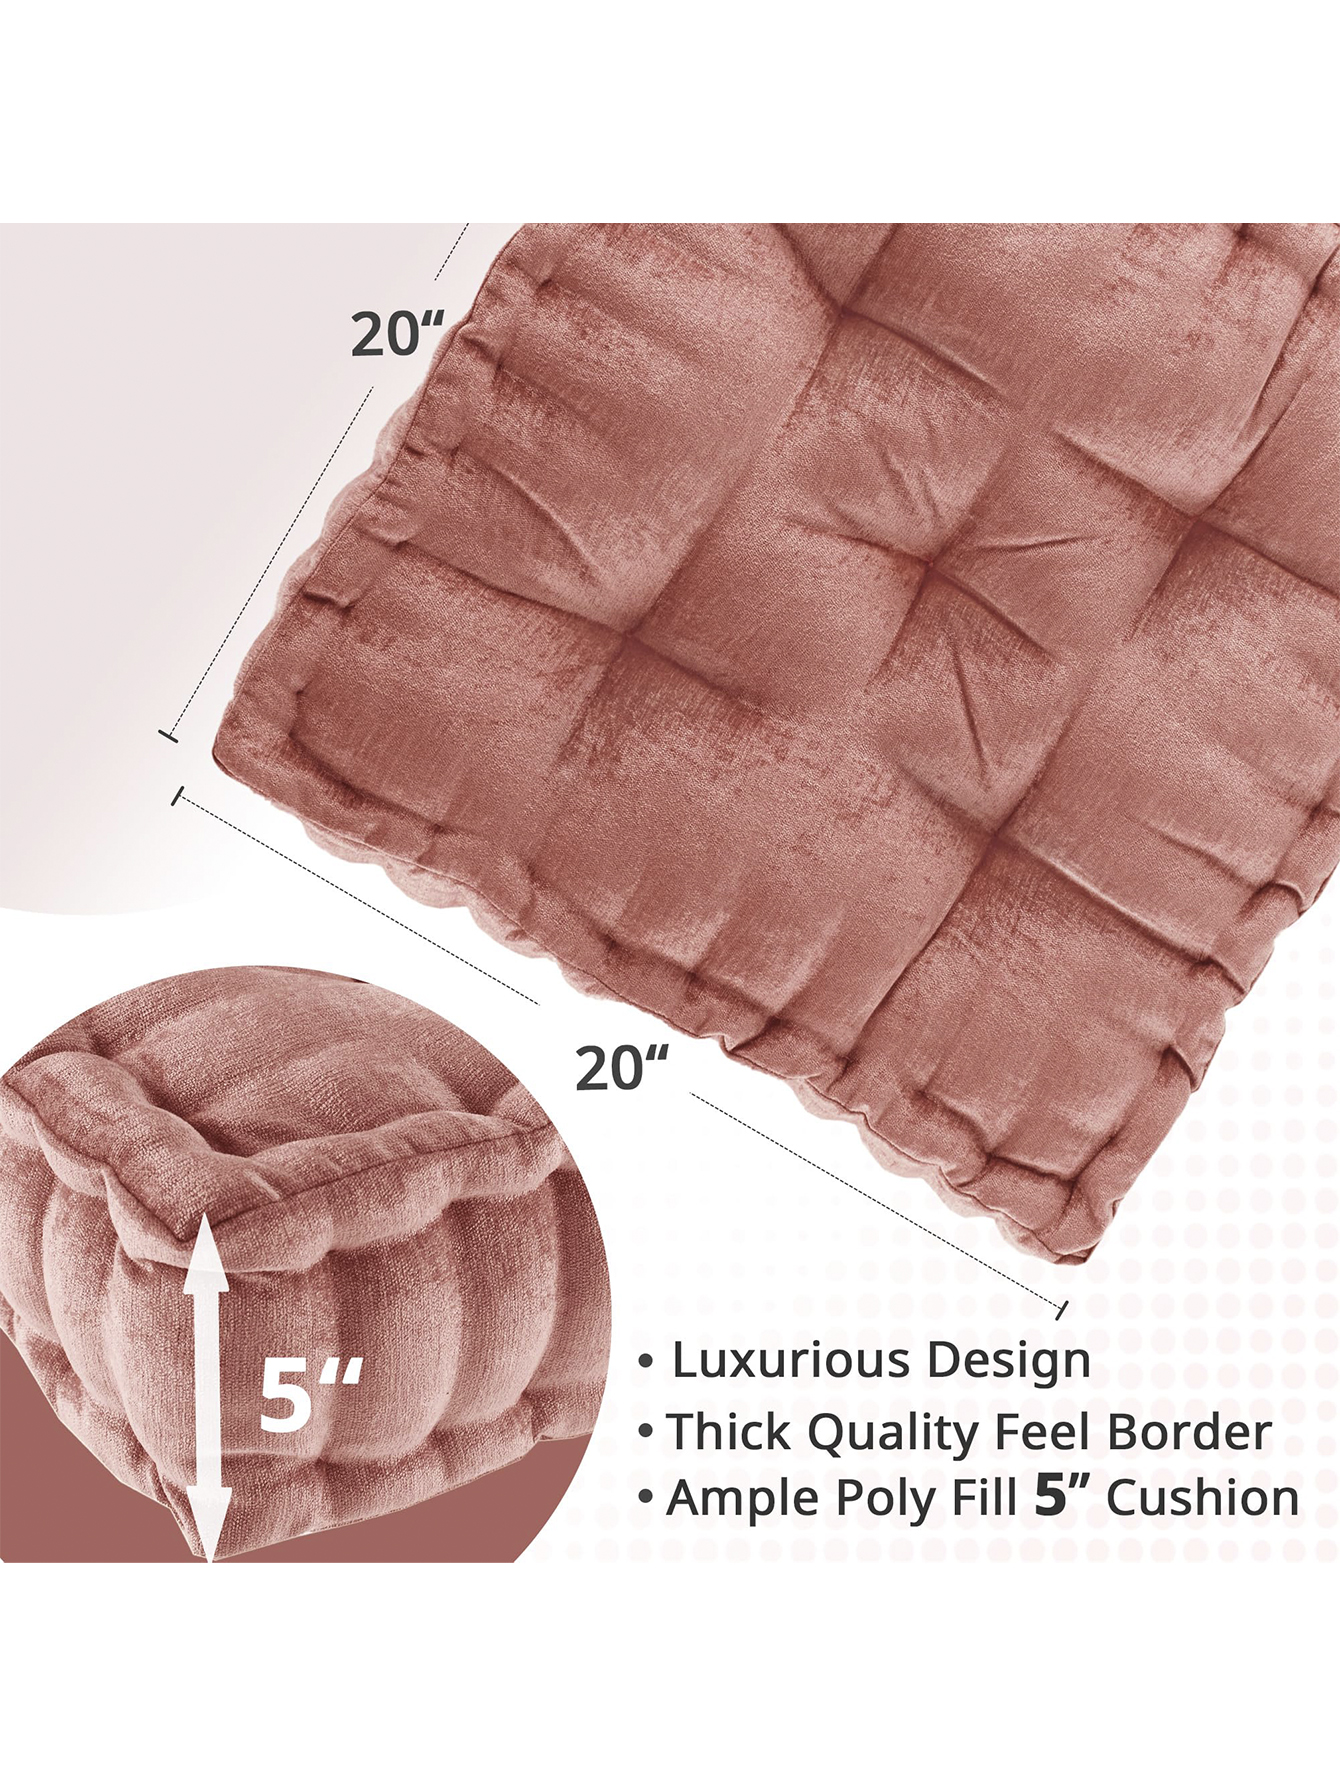 20“
20“
5“
• Luxurious Design
• Thick Quality Feel Border
• Ample Poly Fill 5” Cushion